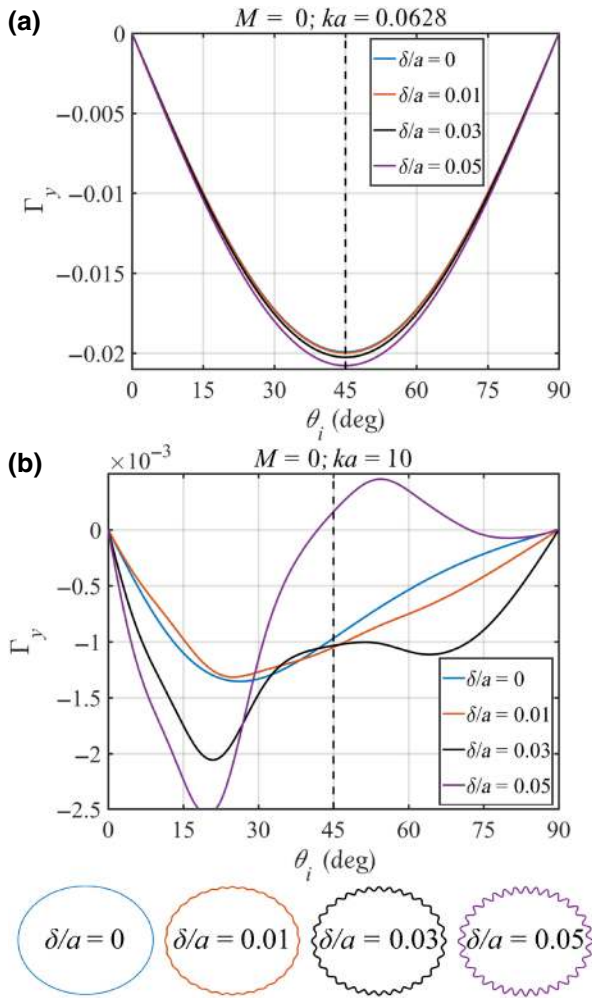 (a)
M = 0; ka = 0.0628
0
−0.005
−0.01
−0.015
−0.02
Γy
δ/a = 0
δ/a = 0.01
δ/a = 0.03
δ/a = 0.05
0 15 30 45 60 75 90
θi (deg)
(b)
×10−3
M = 0; ka = 10
0
−0.5
−1
−1.5
−2
−2.5
Γy
δ/a = 0
δ/a = 0.01
δ/a = 0.03
δ/a = 0.05
0 15 30 45 60 75 90
θi (deg)
δ/a = 0 δ/a = 0.01 δ/a = 0.03 δ/a = 0.05